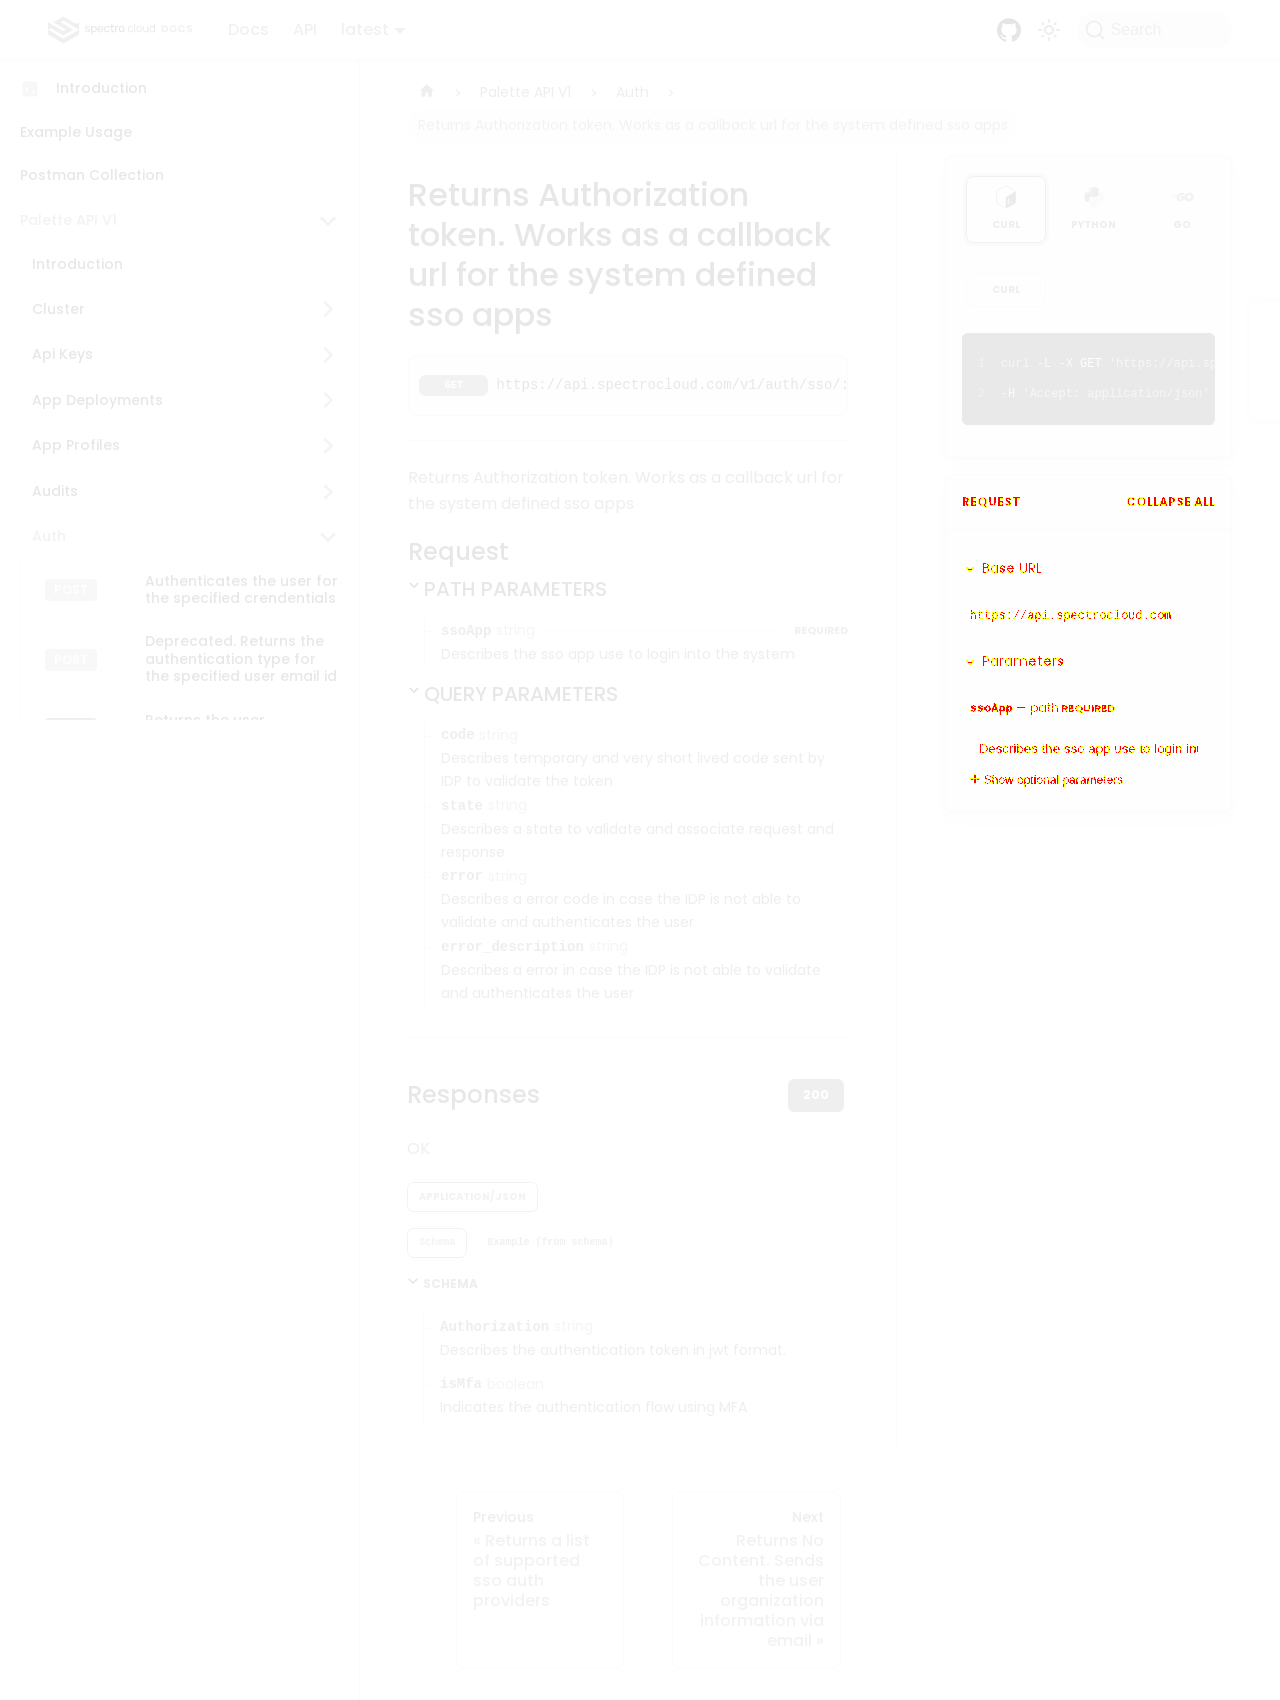 spectro cloud DOCS
Docs
API
latest
Search
Introduction
Example Usage
Postman Collection
Palette API V1
Introduction
Cluster
Api Keys
App Deployments
App Profiles
Audits
Auth
POST
Authenticates the user for
the specified crendentials
POST
Deprecated. Returns the
authentication type for
the specified user email id
Returns the user
Palette API V1
Auth
Returns Authorization token. Works as a callback url for the system defined sso apps
Returns Authorization
token. Works as a callback
url for the system defined
sso apps
GET https://api.spectrocloud.com/v1/auth/sso/:
Returns Authorization token. Works as a callback url for
the system defined sso apps
Request
PATH PARAMETERS
ssoApp string REQUIRED
Describes the sso app use to login into the system
QUERY PARAMETERS
code string
Describes temporary and very short lived code sent by
IDP to validate the token
state string
Describes a state to validate and associate request and
response
error string
Describes a error code in case the IDP is not able to
validate and authenticates the user
error_description string
Describes a error in case the IDP is not able to validate
and authenticates the user
Responses
200
OK
APPLICATION/JSON
Schema
Example (from schema)
SCHEMA
Authorization string
Describes the authentication token in jwt format.
isMfa boolean
Indicates the authentication flow using MFA
Previous
« Returns a list
of supported
sso auth
providers
Next
Returns No
Content. Sends
the user
organization
information via
email »
CURL
PYTHON
GO
GO
CURL
1 curl -L -X GET 'https://api.sp
2 -H 'Accept: application/json'
REQUEST
COLLAPSE ALL
Base URL
https://api.spectrocloud.com
Parameters
ssoApp — path REQUIRED
Describes the sso app use to login in
Show optional parameters